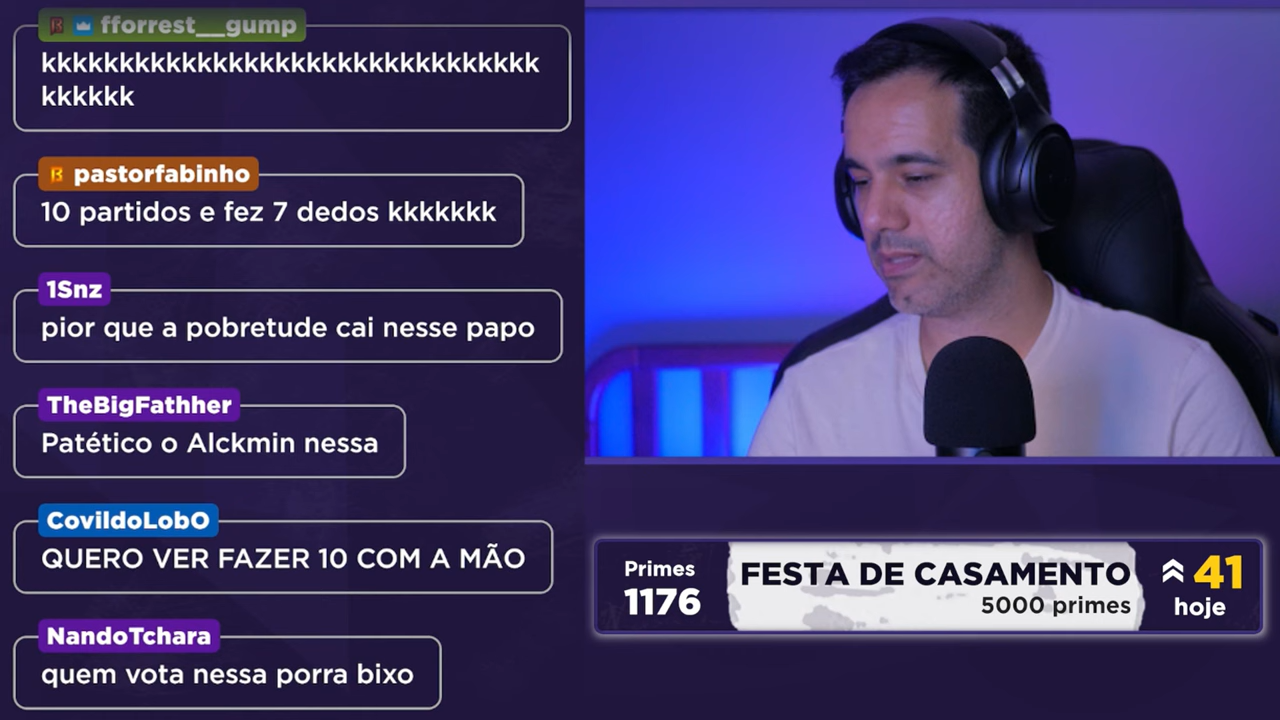 fforrest__gump
kkkkkkkkkkkkkkkkkkkkkkkkkkkkkkkk
kkkkkk
pastorfabinho
10 partidos e fez 7 dedos kkkkkkk
1Snz
pior que a pobretude cai nesse papo
TheBigFathher
Patético o Alckmin nessa
CovildoLobO
QUERO VER FAZER 10 COM A MÃO
NandoTchara
quem vota nessa porra bixo
Primes
1176
FESTA DE CASAMENTO
5000 primes
41
hoje